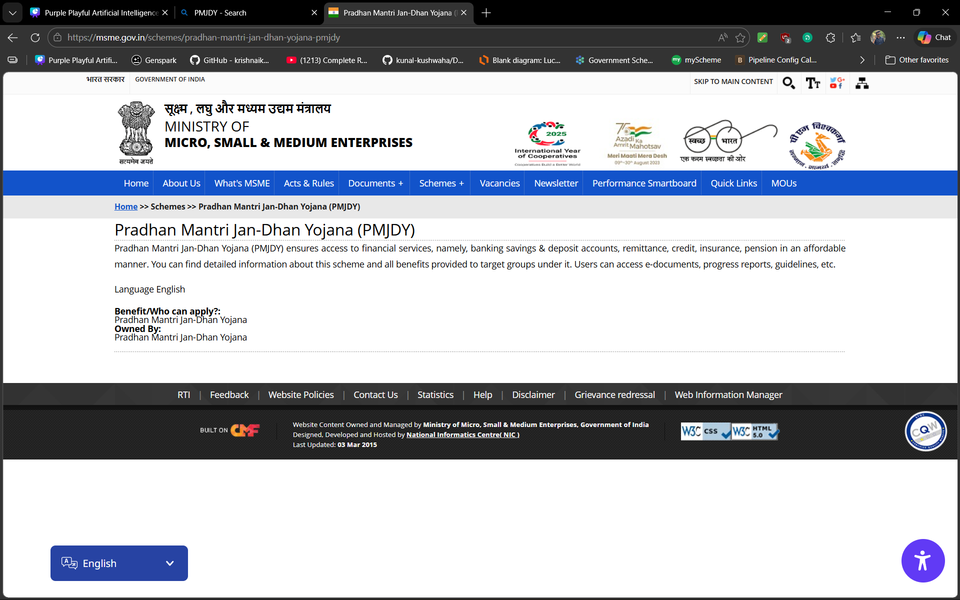 Purple Playful Artificial Intelligence
PMJDY - Search
Pradhan Mantri Jan-Dhan Yojana (
https://msme.gov.in/schemes/pradhan-mantri-jan-dhan-yojana-pmjdy
Chat
Purple Playful Artifi...
Genspark
GitHub - krishnaik...
(1213) Complete R...
kunal-kushwaha/D...
Blank diagram: Luc...
Government Sche...
myScheme
Pipeline Config Cal...
Other favorites
भारत सरकार
GOVERNMENT OF INDIA
SKIP TO MAIN CONTENT
सूक्ष्म , लघु और मध्यम उद्यम मंत्रालय
MINISTRY OF
MICRO, SMALL & MEDIUM ENTERPRISES
सत्यमेव जयते
2025
International Year
of Cooperatives
75
Azadi Ka
Amrit Mahotsav
Meri Maati Mera Desh
स्वच्छ भारत
एक कदम स्वच्छता की ओर
पी एम विश्वकर्मा
Home About Us What's MSME Acts & Rules Documents + Schemes + Vacancies Newsletter Performance Smartboard Quick Links MOUs
Home >> Schemes >> Pradhan Mantri Jan-Dhan Yojana (PMJDY)
Pradhan Mantri Jan-Dhan Yojana (PMJDY)
Pradhan Mantri Jan-Dhan Yojana (PMJDY) ensures access to financial services, namely, banking savings & deposit accounts, remittance, credit, insurance, pension in an affordable
manner. You can find detailed information about this scheme and all benefits provided to target groups under it. Users can access e-documents, progress reports, guidelines, etc.
Language English
Benefit/Who can apply?:
Pradhan Mantri Jan-Dhan Yojana
Owned By:
Pradhan Mantri Jan-Dhan Yojana
RTI | Feedback | Website Policies | Contact Us | Statistics | Help | Disclaimer | Grievance redressal | Web Information Manager
BUILT ON CMF
Website Content Owned and Managed by Ministry of Micro, Small & Medium Enterprises, Government of India
Designed, Developed and Hosted by National Informatics Centre( NIC )
Last Updated: 03 Mar 2015
W3C CSS
W3C HTML 5.0
CQW
English